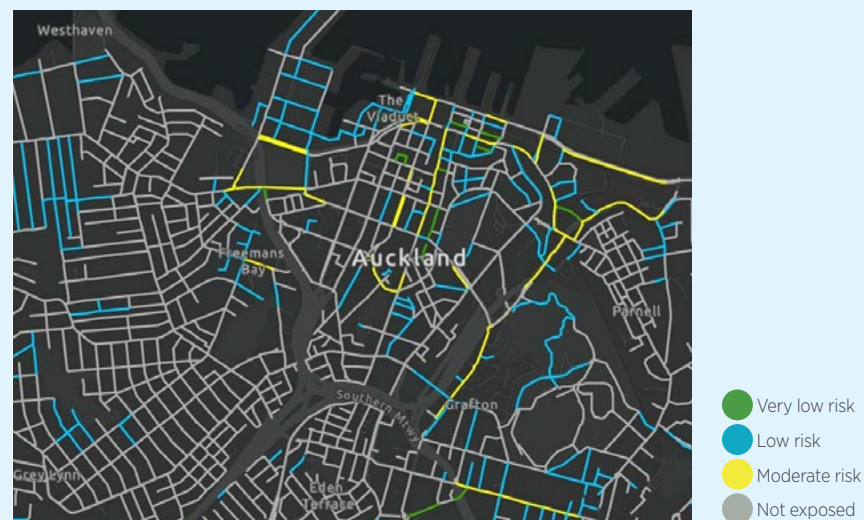 Westhaven
The
Viaduct
Freemans
Bay
Auckland
Parnell
Southern Mtwy
Grafton
Grey Lynn
Eden
Terrace
Very low risk
Low risk
Moderate risk
Not exposed